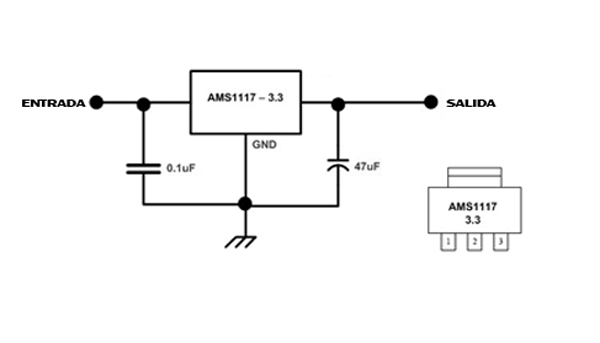 ENTRADA
AMS1117 – 3.3
SALIDA
GND
0.1uF
47uF
AMS1117
3.3
1 2 3